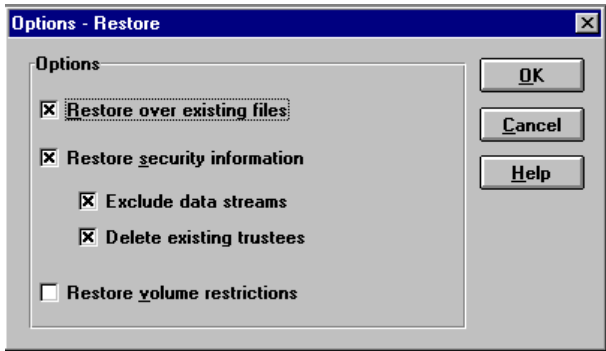 Options - Restore
Options
Restore over existing files
Restore security information
Exclude data streams
Delete existing trustees
Restore volume restrictions
OK
Cancel
Help